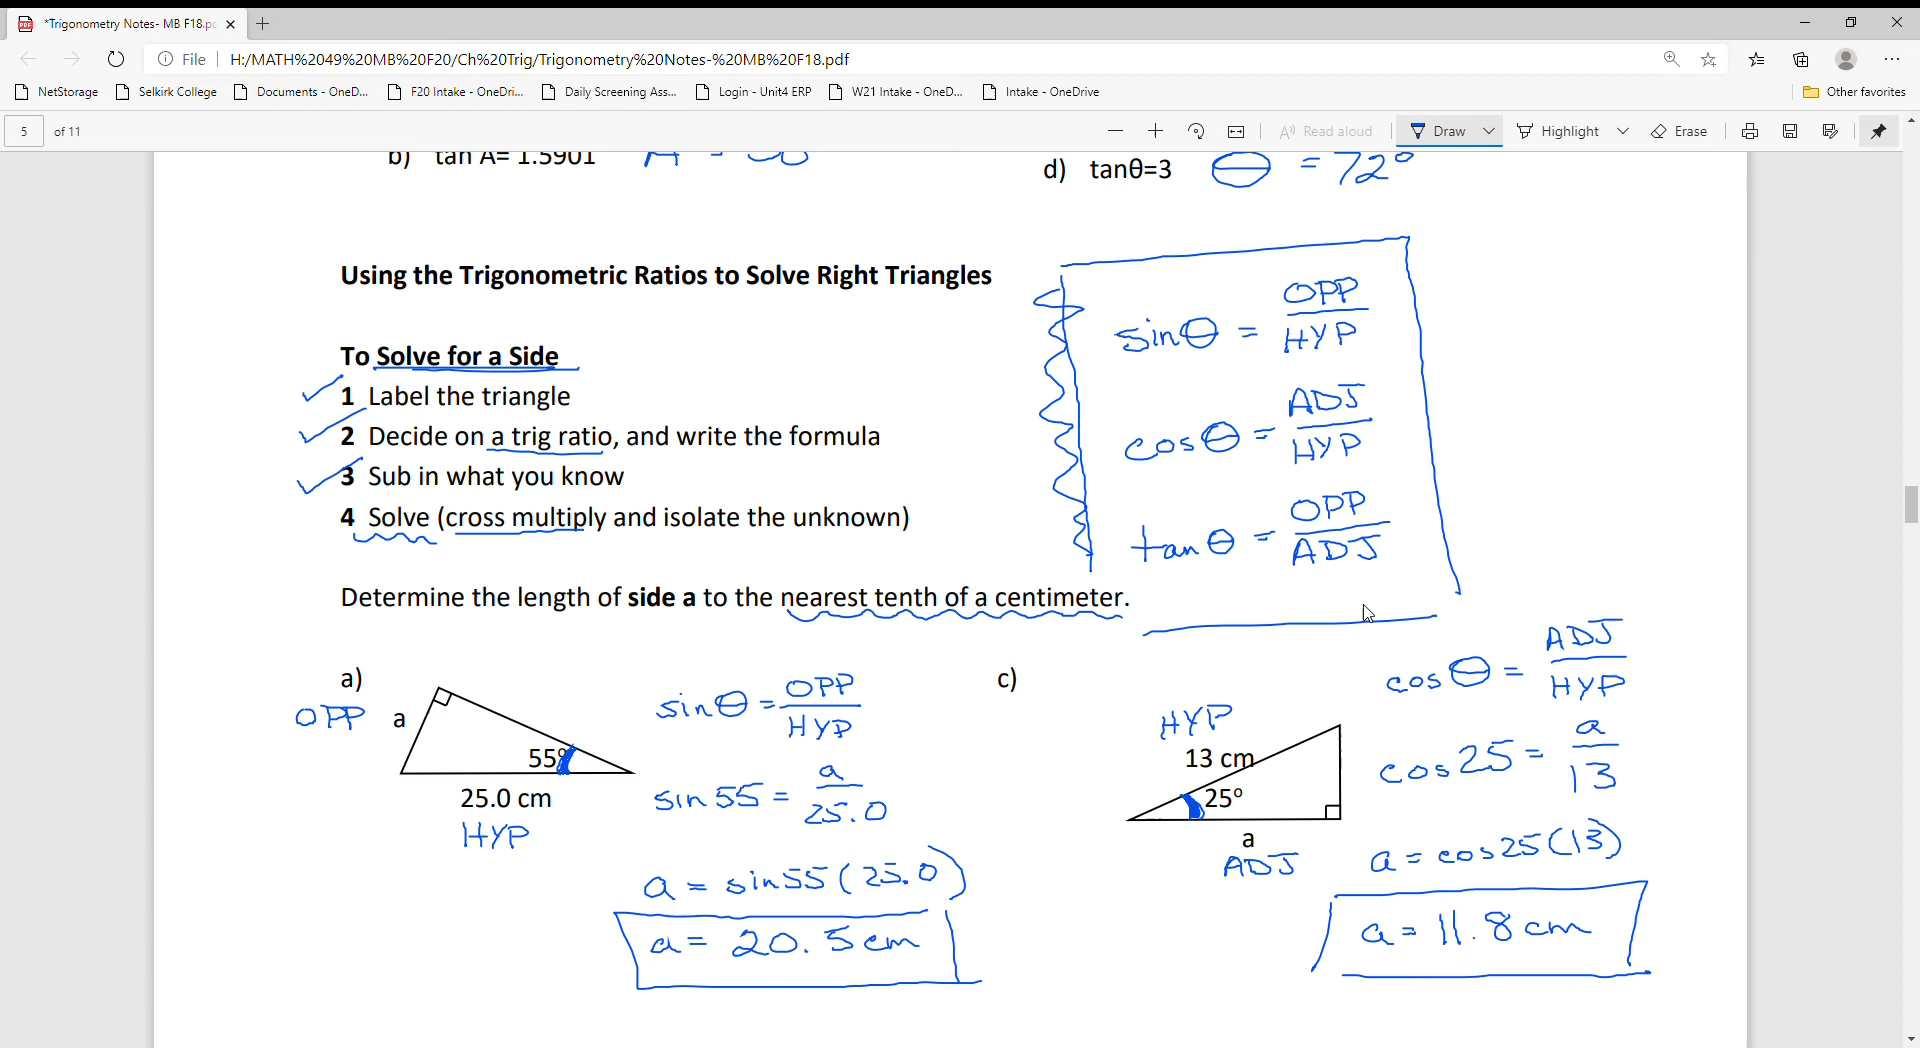 *Trigonometry Notes- MB F18.pd
File H:/MATH%2049%20MB%20F20/Ch%20Trig/Trigonometry%20Notes-%20MB%20F18.pdf
NetStorage Selkirk College Documents - OneD... F20 Intake - OneDri... Daily Screening Ass... Login - Unit4 ERP W21 Intake - OneD... Intake - OneDrive Other favorites
5 of 11 Read aloud Draw Highlight Erase
b) tan A= 1.5901
d) tanθ=3 θ = 72°
Using the Trigonometric Ratios to Solve Right Triangles
To Solve for a Side
1 Label the triangle
2 Decide on a trig ratio, and write the formula
3 Sub in what you know
4 Solve (cross multiply and isolate the unknown)
sinθ = OPP/HYP
cosθ = ADJ/HYP
tanθ = OPP/ADJ
Determine the length of side a to the nearest tenth of a centimeter.
a)
OPP a
55°
25.0 cm
HYP
sinθ = OPP/HYP
sin 55 = a/25.0
a = sin55(25.0)
a = 20.5cm
c)
HYP
13 cm
25°
a
ADJ
cosθ = ADJ/HYP
cos 25 = a/13
a = cos25(13)
a = 11.8cm